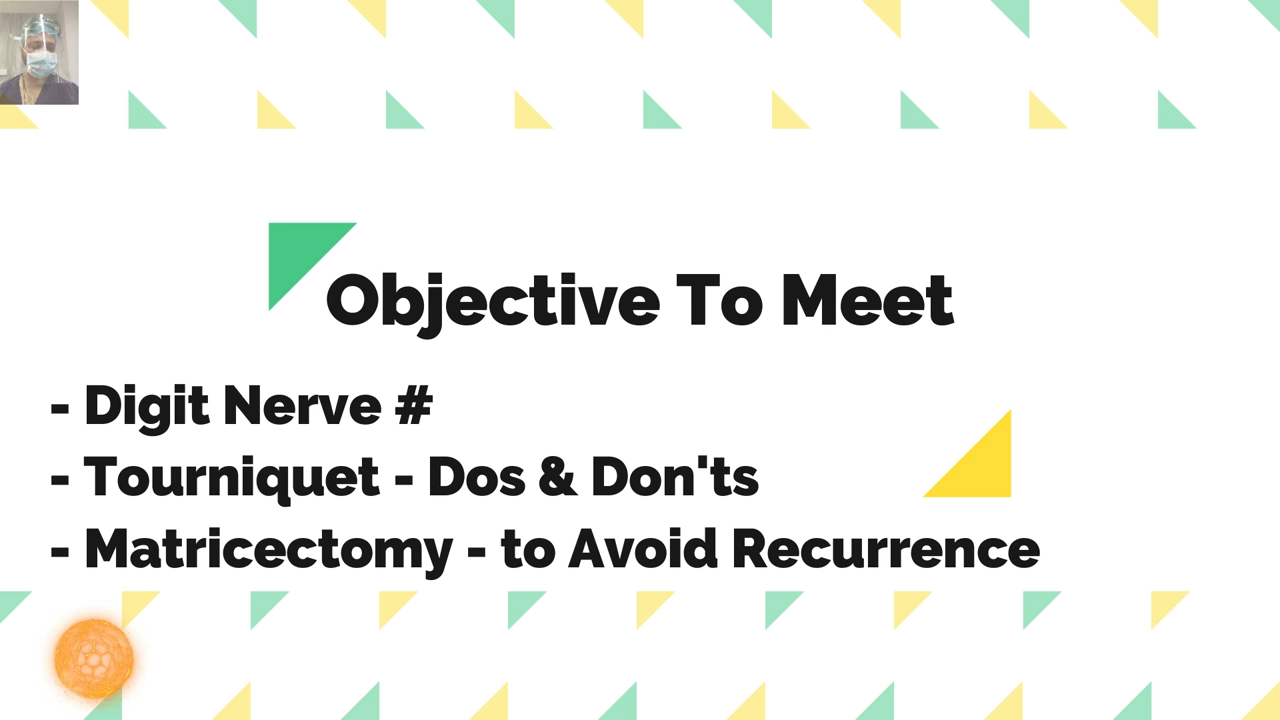 Objective To Meet
- Digit Nerve #
- Tourniquet - Dos & Don'ts
- Matricectomy - to Avoid Recurrence